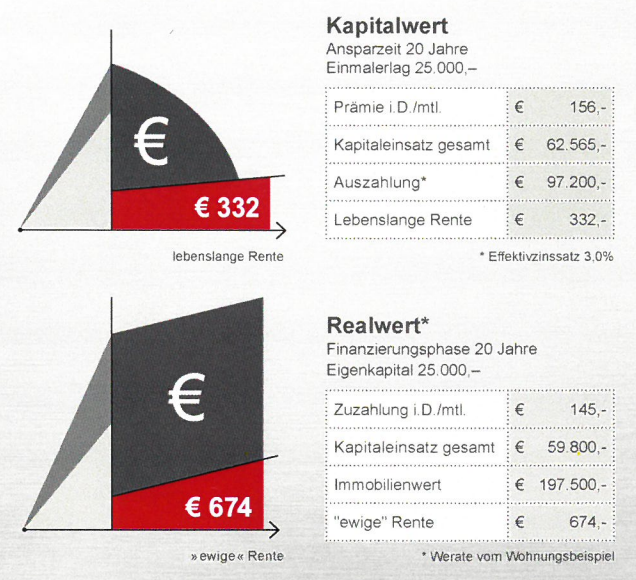 Kapitalwert
Ansparzeit 20 Jahre
Einmalerlag 25.000,–
Prämie i.D./mtl. € 156,-
Kapitaleinsatz gesamt € 62.565,-
Auszahlung* € 97.200,-
Lebenslange Rente € 332,-
* Effektivzinssatz 3,0%
€
€ 332
lebenslange Rente
Realwert*
Finanzierungsphase 20 Jahre
Eigenkapital 25.000,–
Zuzahlung i.D./mtl. € 145,-
Kapitaleinsatz gesamt € 59.800,-
Immobilienwert € 197.500,-
"ewige" Rente € 674,-
* Werate vom Wohnungsbeispiel
€
€ 674
»ewige« Rente